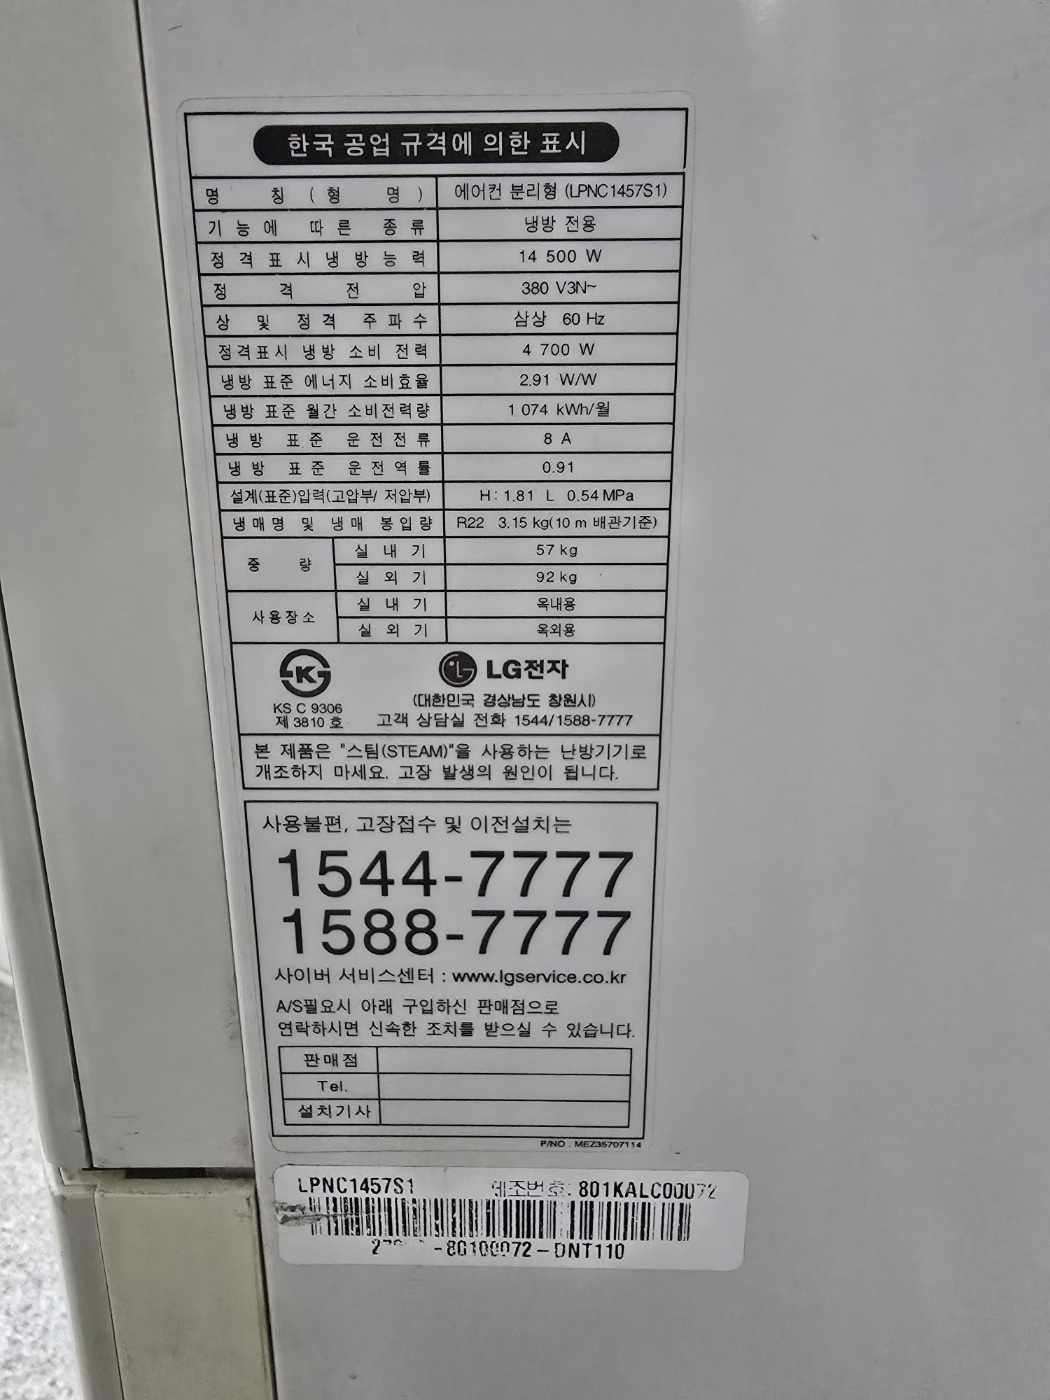 한국 공업 규격에 의한 표시
명 칭 ( 형 명 ) 에어컨 분리형 (LPNC1457S1)
기 능 에 따 른 종 류 냉방 전용
정 격 표 시 냉 방 능 력 14 500 W
정 격 전 압 380 V3N~
상 및 정 격 주 파 수 삼상 60 Hz
정격표시 냉방 소비 전력 4 700 W
냉방 표준 에너지 소비효율 2.91 W/W
냉방 표준 월간 소비전력량 1 074 kWh/월
냉 방 표 준 운 전 전 류 8 A
냉 방 표 준 운 전 역 률 0.91
설계(표준)압력(고압부/ 저압부) H: 1.81 L 0.54 MPa
냉 매 명 및 냉 매 봉 입 량 R22 3.15 kg(10 m 배관기준)
중 량 실 내 기 57 kg
실 외 기 92 kg
사 용 장 소 실 내 기 옥내용
실 외 기 옥외용
KS C 9306
제 3810 호
LG LG전자
(대한민국 경상남도 창원시)
고객 상담실 전화 1544/1588-7777
본 제품은 "스팀(STEAM)"을 사용하는 난방기기로
개조하지 마세요. 고장 발생의 원인이 됩니다.
사용불편, 고장접수 및 이전설치는
1544-7777
1588-7777
사이버 서비스센터 : www.lgservice.co.kr
A/S필요시 아래 구입하신 판매점으로
연락하시면 신속한 조치를 받으실 수 있습니다.
판매점
Tel.
설치기사
P/NO : MEZ35707114
LPNC1457S1 제조번호: 801KALC00072
-80100072-DNT110